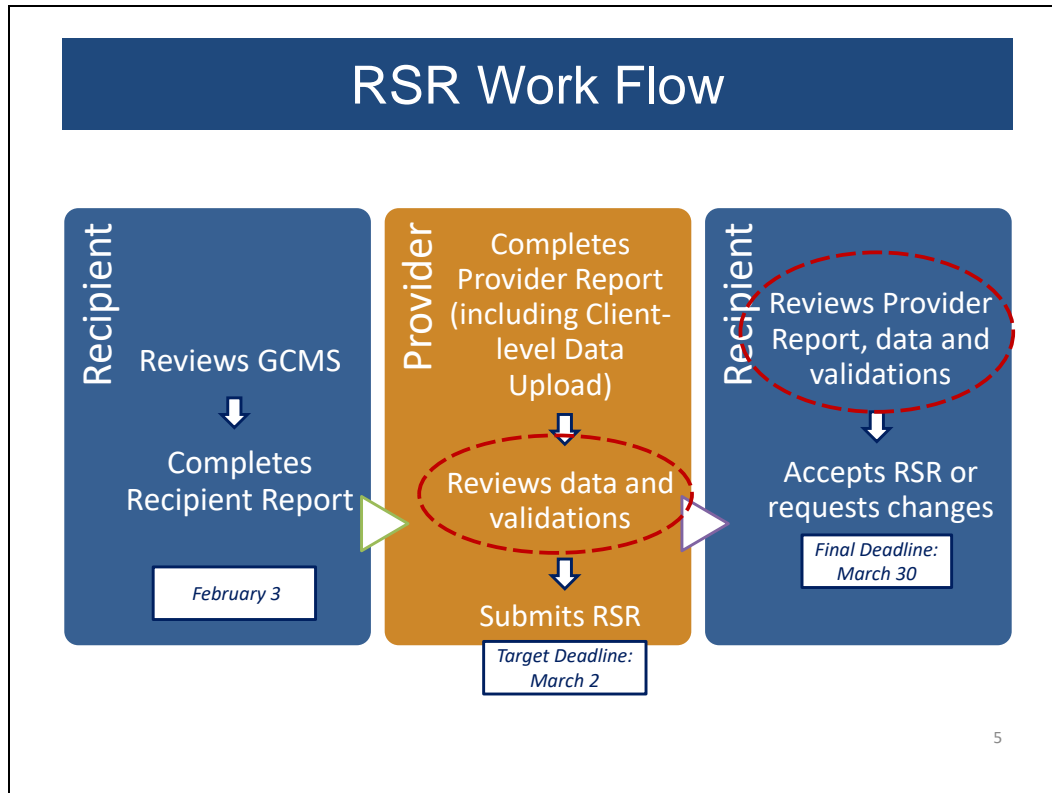 RSR Work Flow
Recipient
Reviews GCMS
Completes
Recipient Report
February 3
Provider
Completes
Provider Report
(including Client-
level Data
Upload)
Reviews data and
validations
Submits RSR
Target Deadline:
March 2
Recipient
Reviews Provider
Report, data and
validations
Accepts RSR or
requests changes
Final Deadline:
March 30
5